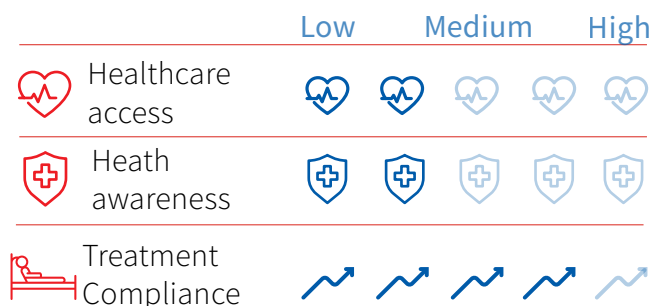 Low Medium High
Healthcare
access
Heath
awareness
Treatment
Compliance